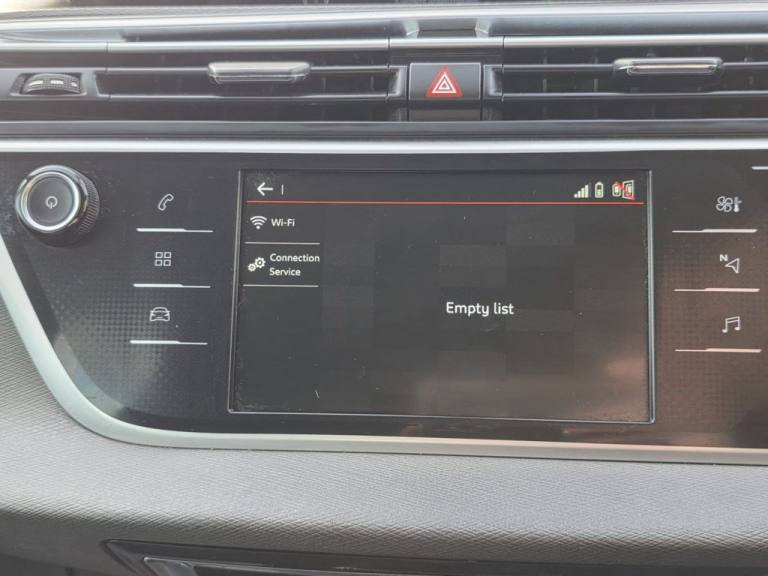 Wi-Fi
Connection
Service
Empty list
N